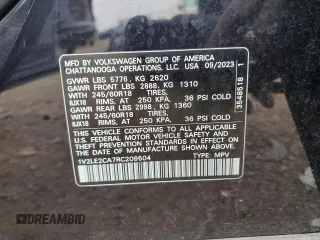 MFD. BY VOLKSWAGEN GROUP OF AMERICA
CHATTANOOGA OPERATIONS, LLC. USA 09/2023
GVWR LBS 5776, KG 2620
GAWR FRONT LBS 2888, KG 1310
WITH 245/60R18 TIRES,
8JX18 RIMS, AT 250 KPA, 36 PSI COLD
GAWR REAR LBS 2998, KG 1360
WITH 245/60R18 TIRES,
8JX18 RIMS, AT 250 KPA, 36 PSI COLD
THIS VEHICLE CONFORMS TO ALL APPLICABLE
FEDERAL MOTOR VEHICLE SAFETY
STANDARDS IN EFFECT ON THE DATE OF
MANUFACTURE SHOWN ABOVE.
1V2LE2CA7RC209504 TYPE: MPV
3548518 1
© DRIVEBIDAMID